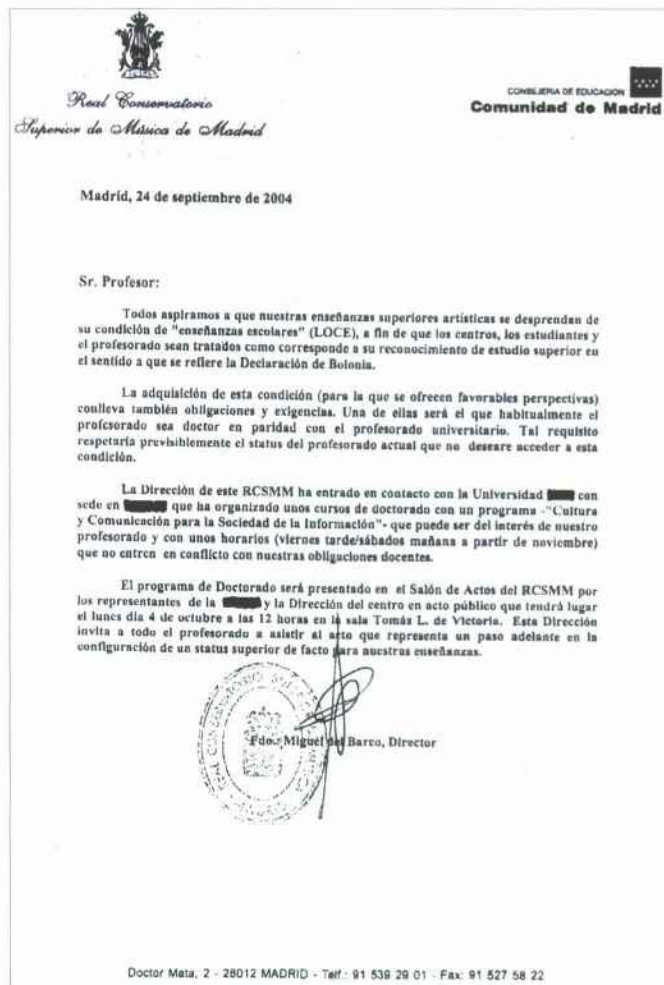 Real Conservatorio
Superior de Música de Madrid
CONSEJERIA DE EDUCACION
Comunidad de Madrid
Madrid, 24 de septiembre de 2004
Sr. Profesor:
Todos aspiramos a que nuestras enseñanzas superiores artísticas se desprendan de
su condición de "enseñanzas escolares" (LOCE), a fin de que los centros, los estudiantes y
el profesorado sean tratados como corresponde a su reconocimiento de estudio superior en
el sentido a que se refiere la Declaración de Bolonia.
La adquisición de esta condición (para la que se ofrecen favorables perspectivas)
conlleva también obligaciones y exigencias. Una de ellas será el que habitualmente el
profesorado sea doctor en paridad con el profesorado universitario. Tal requisito
respetaría previsiblemente el status del profesorado actual que no deseare acceder a esta
condición.
La Dirección de este RCSMM ha entrado en contacto con la Universidad con
sede en que ha organizado unos cursos de doctorado con un programa -"Cultura
y Comunicación para la Sociedad de la Información"- que puede ser del interés de nuestro
profesorado y con unos horarios (viernes tarde/sábados mañana a partir de noviembre)
que no entren en conflicto con nuestras obligaciones docentes.
El programa de Doctorado será presentado en el Salón de Actos del RCSMM por
los representantes de la y la Dirección del centro en acto público que tendrá lugar
el lunes día 4 de octubre a las 12 horas en la sala Tomás L. de Victoria. Esta Dirección
invita a todo el profesorado a asistir al acto que representa un paso adelante en la
configuración de un status superior de facto para nuestras enseñanzas.
Fdo.: Miguel del Barco, Director
Doctor Mata, 2 - 28012 MADRID - Telf.: 91 539 29 01 - Fax: 91 527 58 22